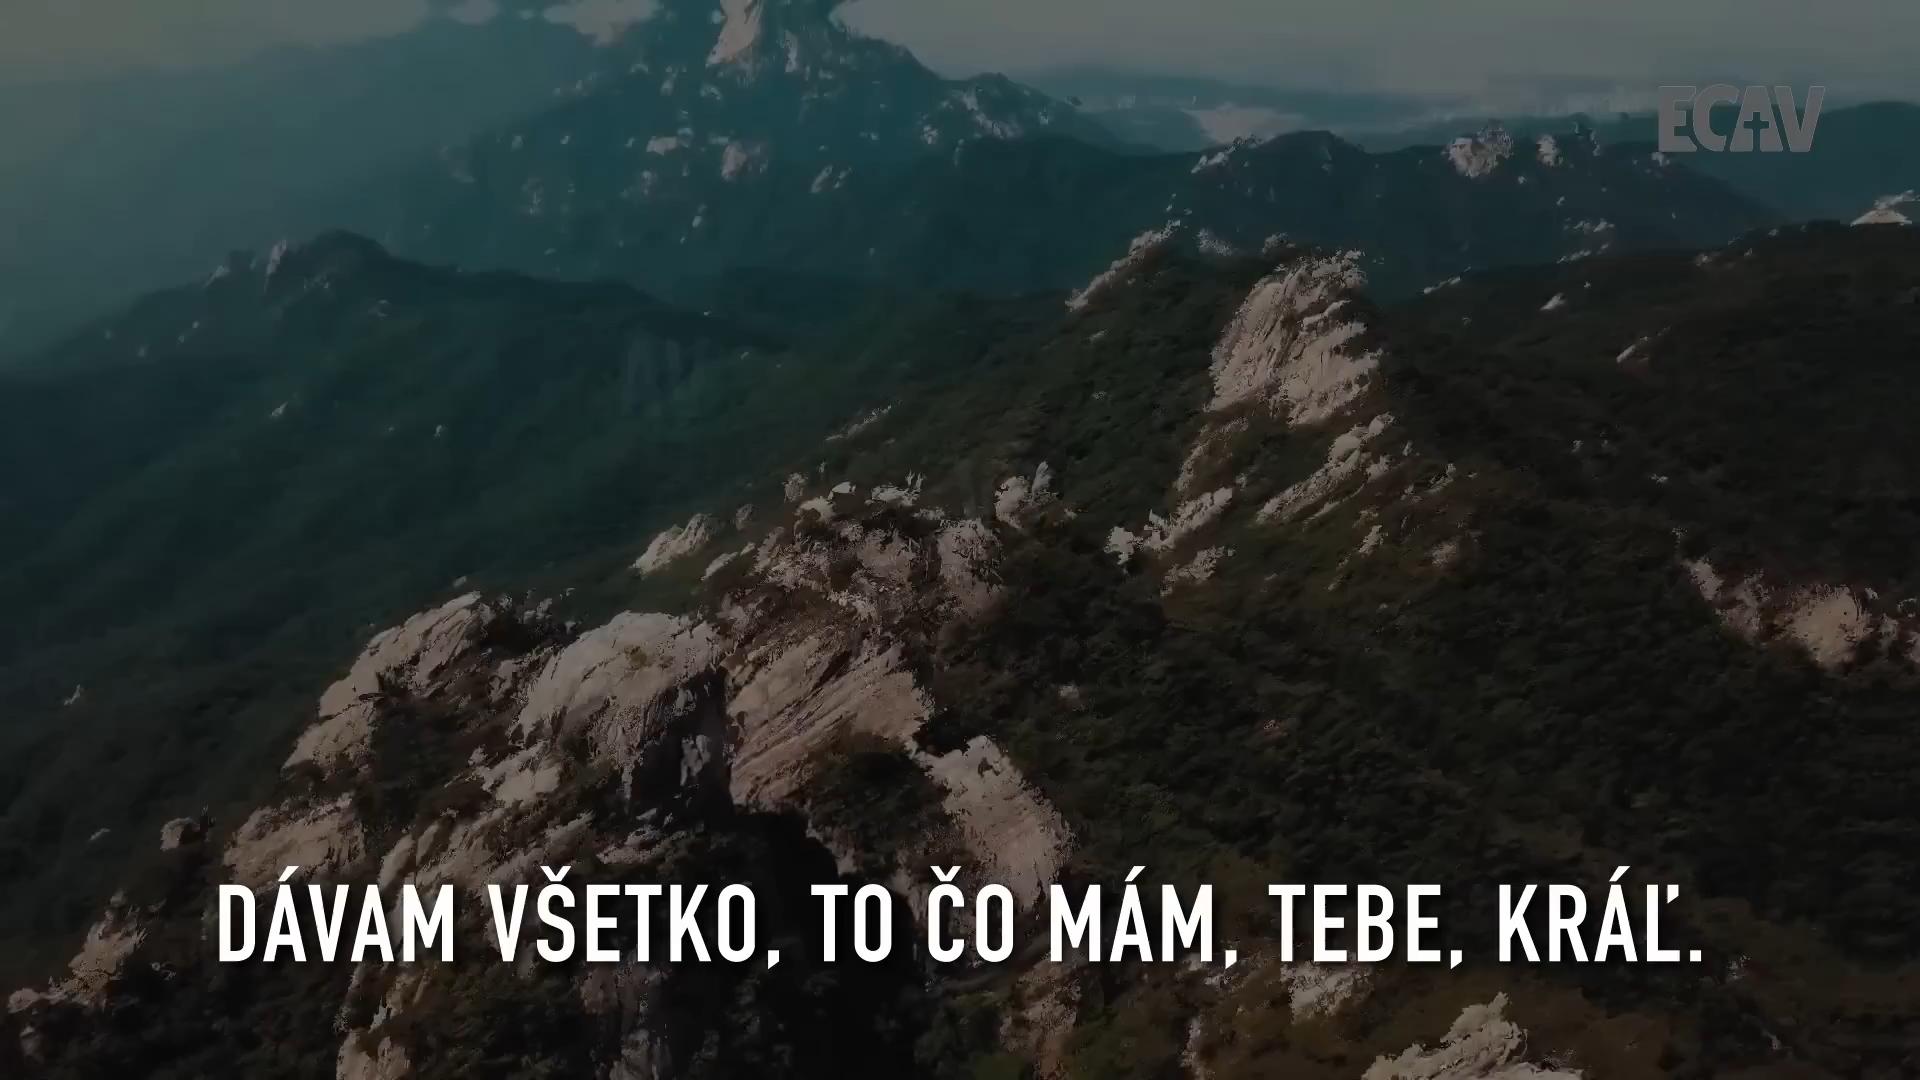 ECAV
DÁVAM VŠETKO, TO ČO MÁM, TEBE, KRÁĽ.